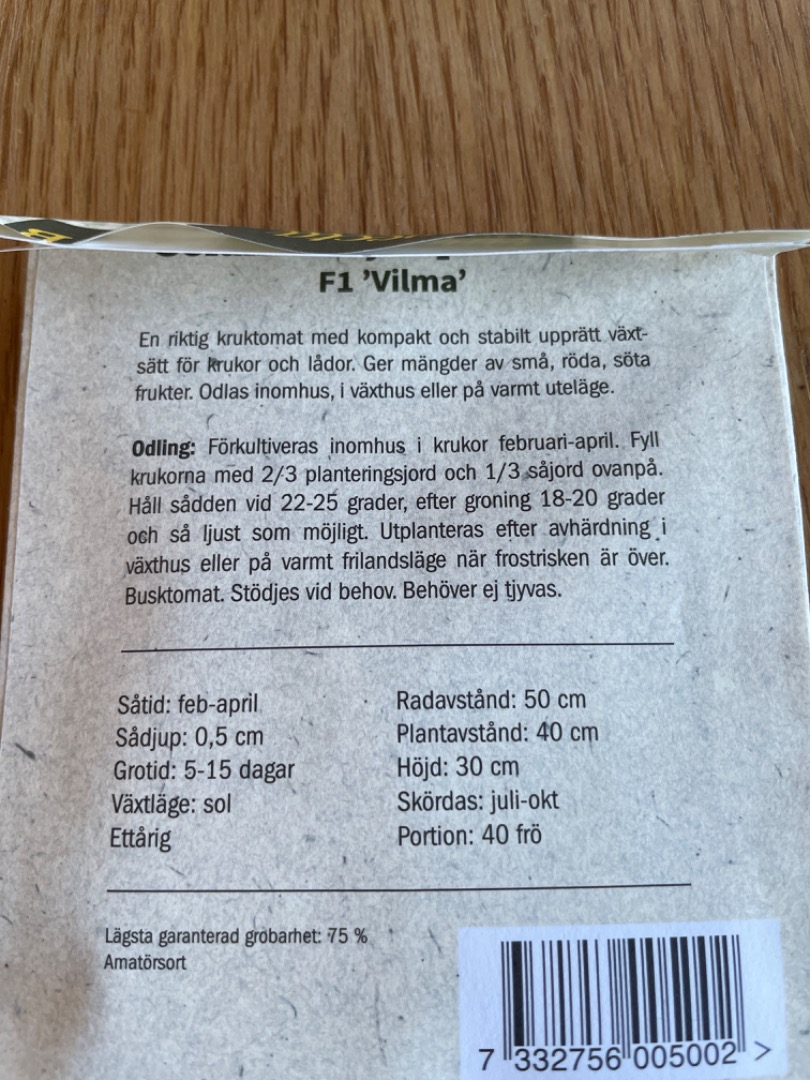 F1 ’Vilma’
En riktig kruktomat med kompakt och stabilt upprätt växt-
sätt för krukor och lådor. Ger mängder av små, röda, söta
frukter. Odlas inomhus, i växthus eller på varmt uteläge.
Odling: Förkultiveras inomhus i krukor februari-april. Fyll
krukorna med 2/3 planteringsjord och 1/3 såjord ovanpå.
Håll sådden vid 22-25 grader, efter groning 18-20 grader
och så ljust som möjligt. Utplanteras efter avhärdning i
växthus eller på varmt frilandsläge när frostrisken är över.
Busktomat. Stödjes vid behov. Behöver ej tjyvas.
Såtid: feb-april
Sådjup: 0,5 cm
Grotid: 5-15 dagar
Växtläge: sol
Ettårig
Radavstånd: 50 cm
Plantavstånd: 40 cm
Höjd: 30 cm
Skördas: juli-okt
Portion: 40 frö
Lägsta garanterad grobarhet: 75 %
Amatörsort
7 332756 005002 >